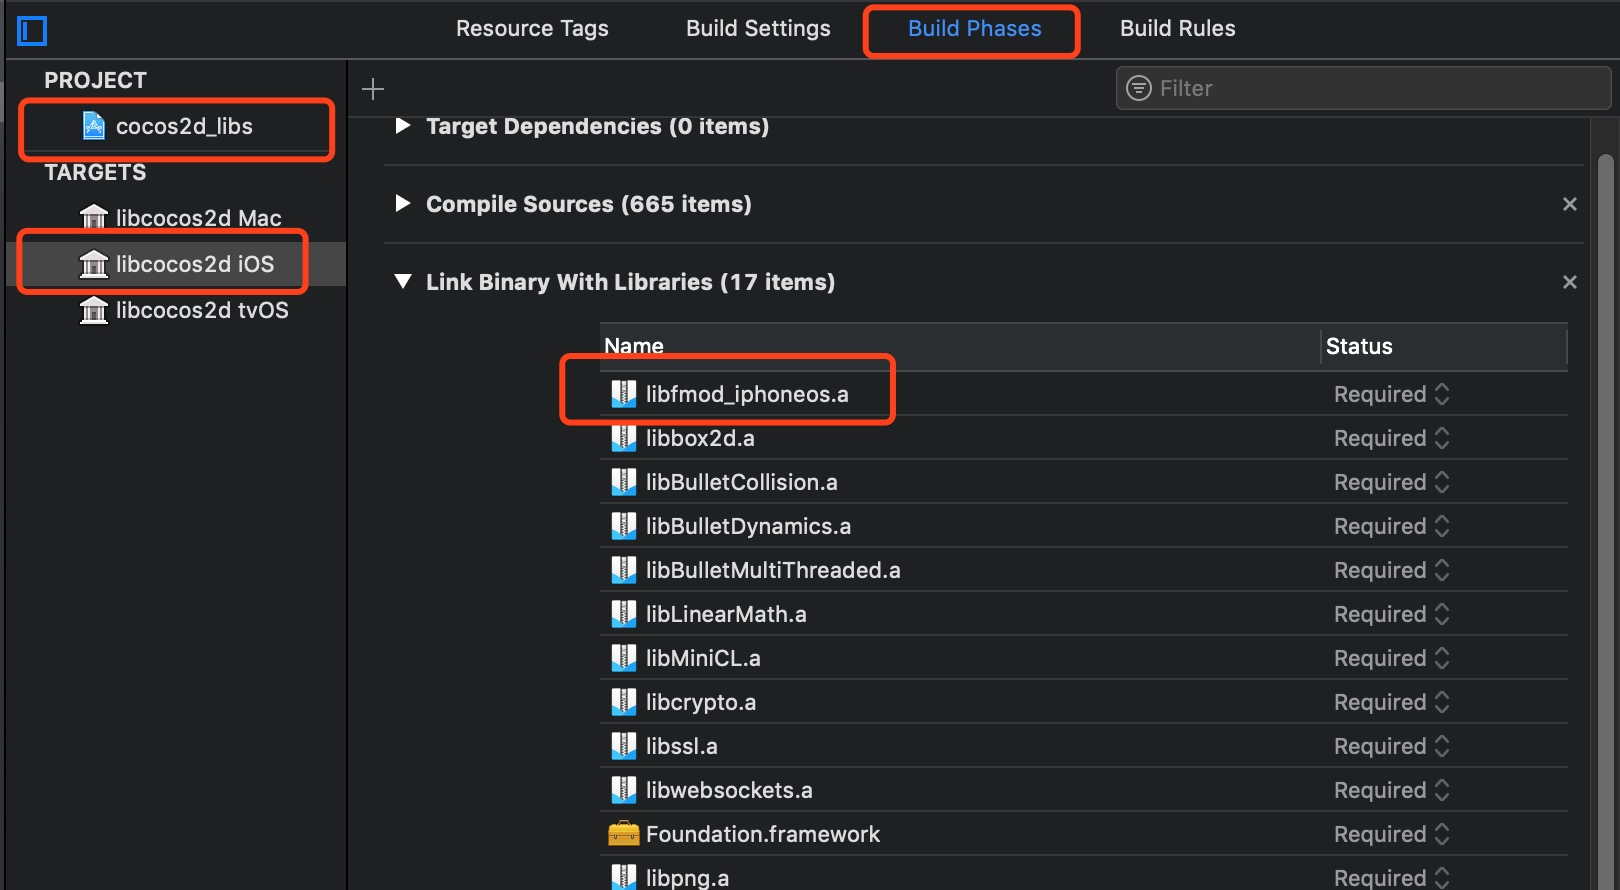 Resource Tags Build Settings Build Phases Build Rules
PROJECT
cocos2d_libs
TARGETS
libcocos2d Mac
libcocos2d iOS
libcocos2d tvOS
Filter
Target Dependencies (0 items)
Compile Sources (665 items)
Link Binary With Libraries (17 items)
Name Status
libfmod_iphoneos.a Required
libbox2d.a Required
libBulletCollision.a Required
libBulletDynamics.a Required
libBulletMultiThreaded.a Required
libLinearMath.a Required
libMiniCL.a Required
libcrypto.a Required
libssl.a Required
libwebsockets.a Required
Foundation.framework Required
libpng.a Required